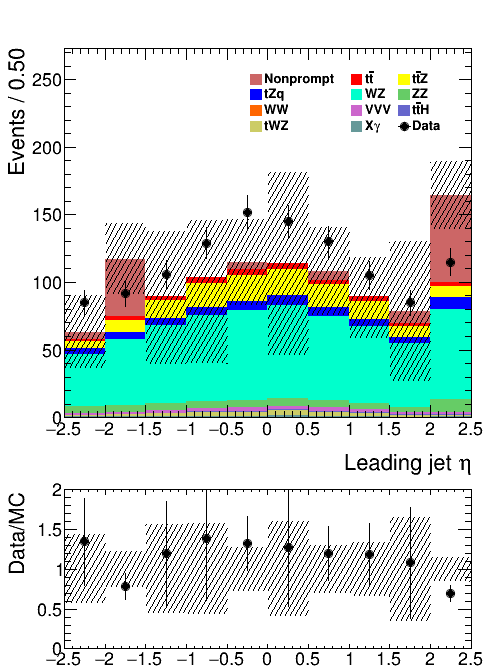 Events / 0.50
250
200
150
100
50
0
Nonprompt tt̄ tt̄Z
tZq WZ ZZ
WW VVV tt̄H
tWZ Xγ Data
−2.5 −2 −1.5 −1 −0.5 0 0.5 1 1.5 2 2.5
Leading jet η
Data/MC
2
1.5
1
0.5
0
−2.5 −2 −1.5 −1 −0.5 0 0.5 1 1.5 2 2.5